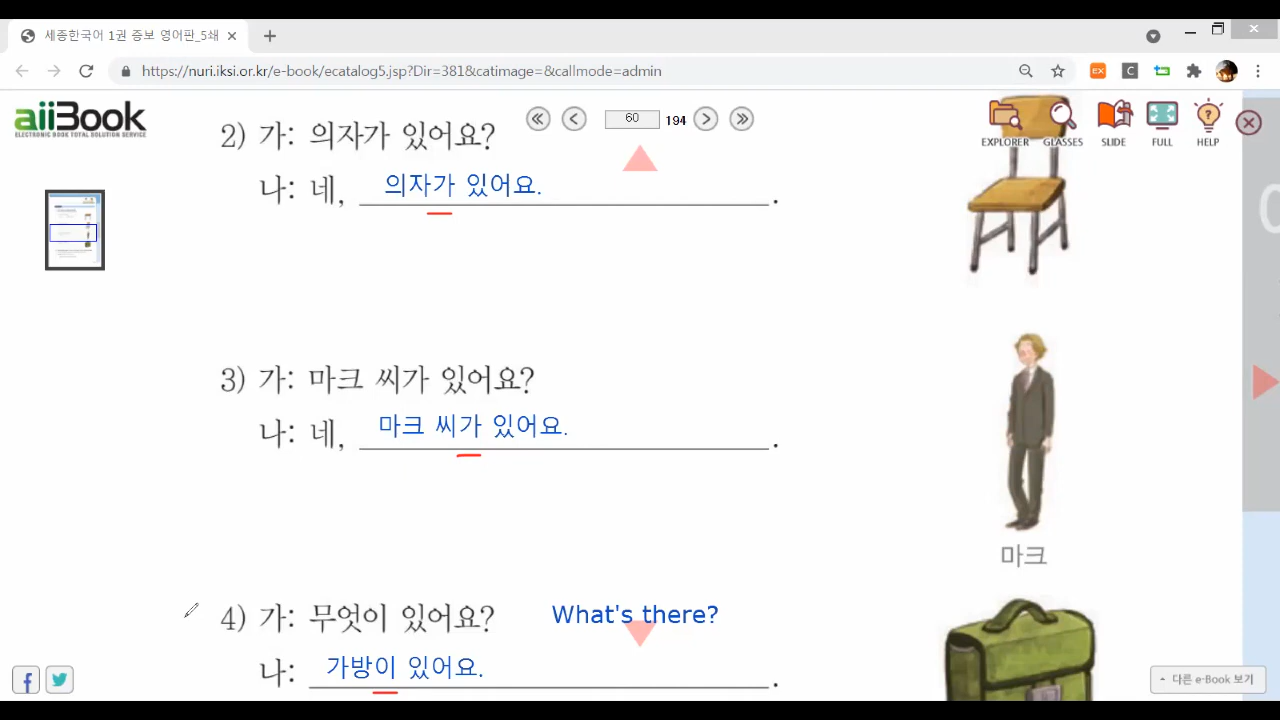 세종한국어 1권 증보 영어판_5쇄
https://nuri.iksi.or.kr/e-book/ecatalog5.jsp?Dir=381&catimage=&callmode=admin
EX
C
aiiBook
ELECTRONIC BOOK TOTAL SOLUTION SERVICE
60 194
EXPLORER GLASSES SLIDE FULL HELP
2) 가: 의자가 있어요?
나: 네, 의자가 있어요. .
3) 가: 마크 씨가 있어요?
나: 네, 마크 씨가 있어요. .
마크
4) 가: 무엇이 있어요? What's there?
나: 가방이 있어요. .
다른 e-Book 보기